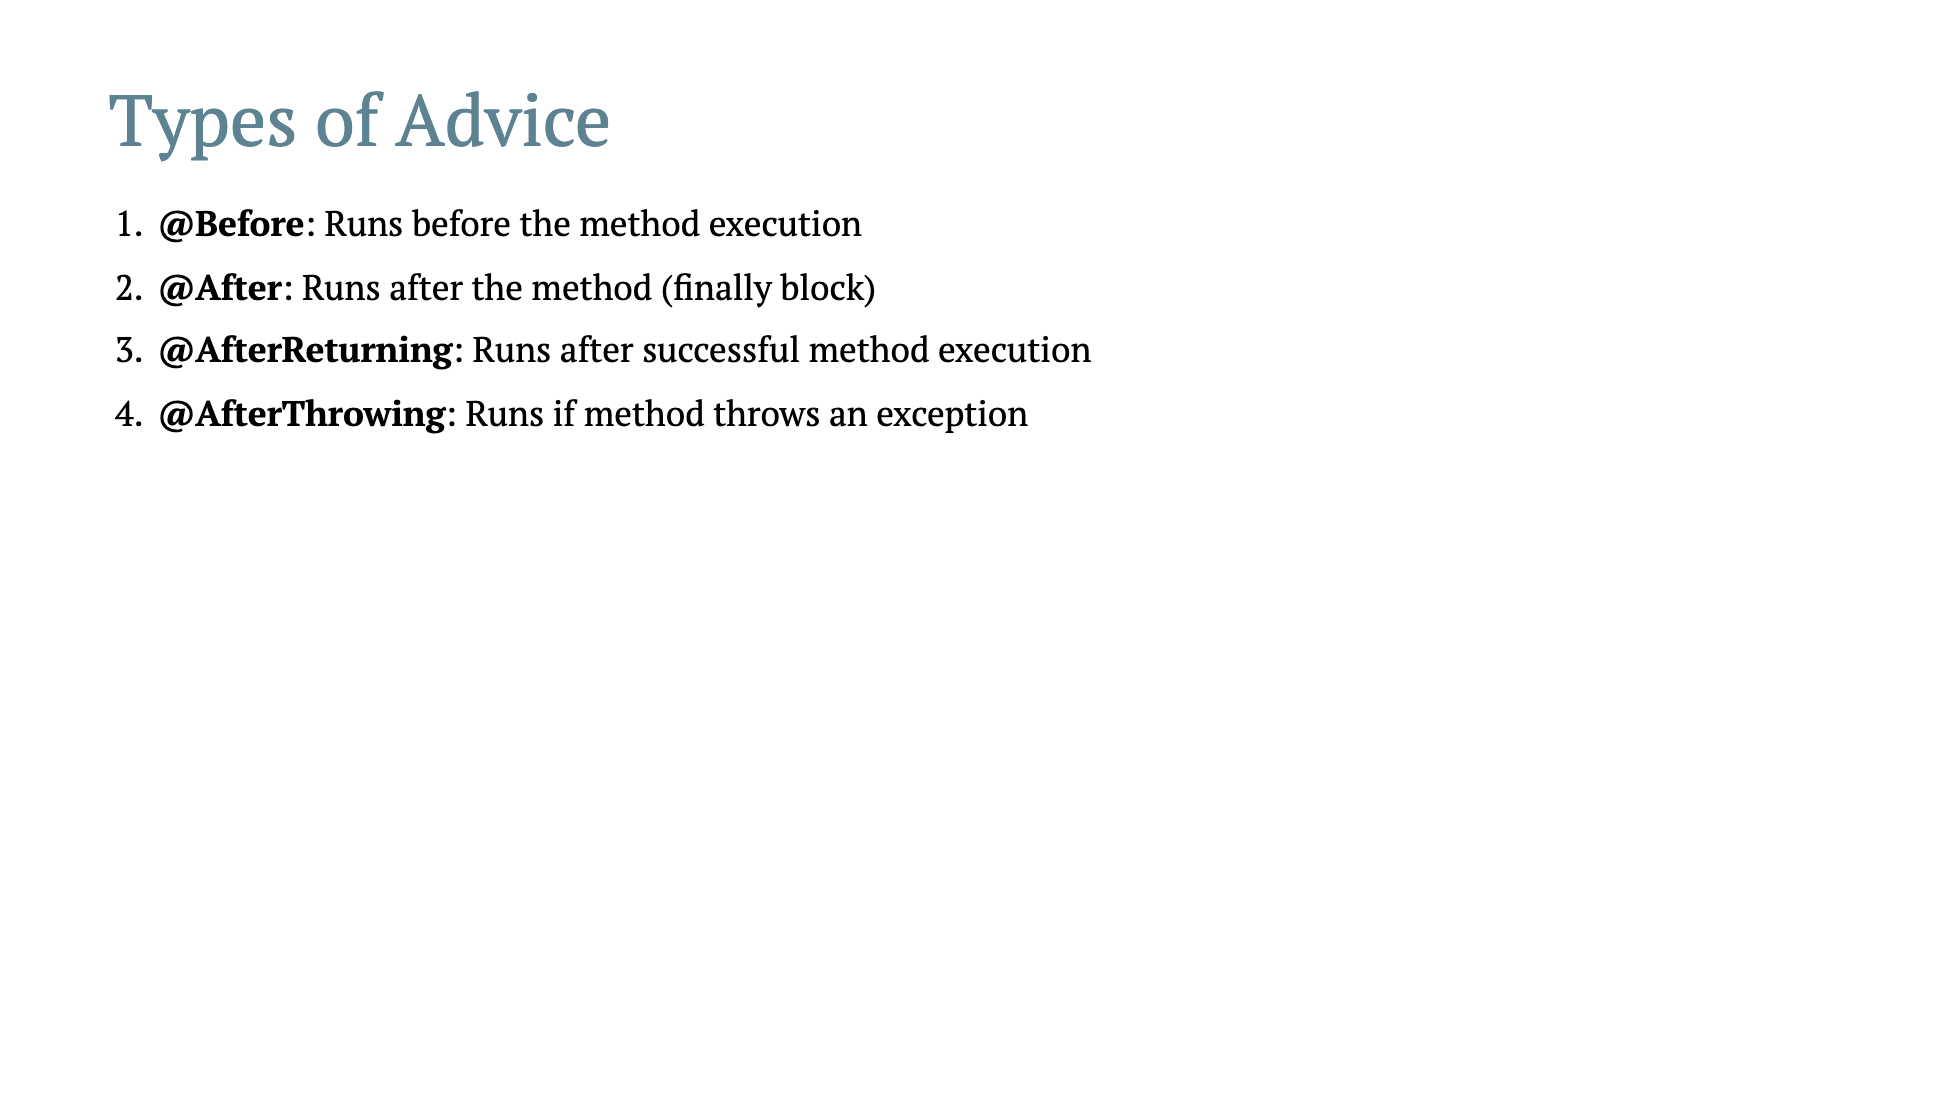 Types of Advice
1. @Before: Runs before the method execution
2. @After: Runs after the method (finally block)
3. @AfterReturning: Runs after successful method execution
4. @AfterThrowing: Runs if method throws an exception